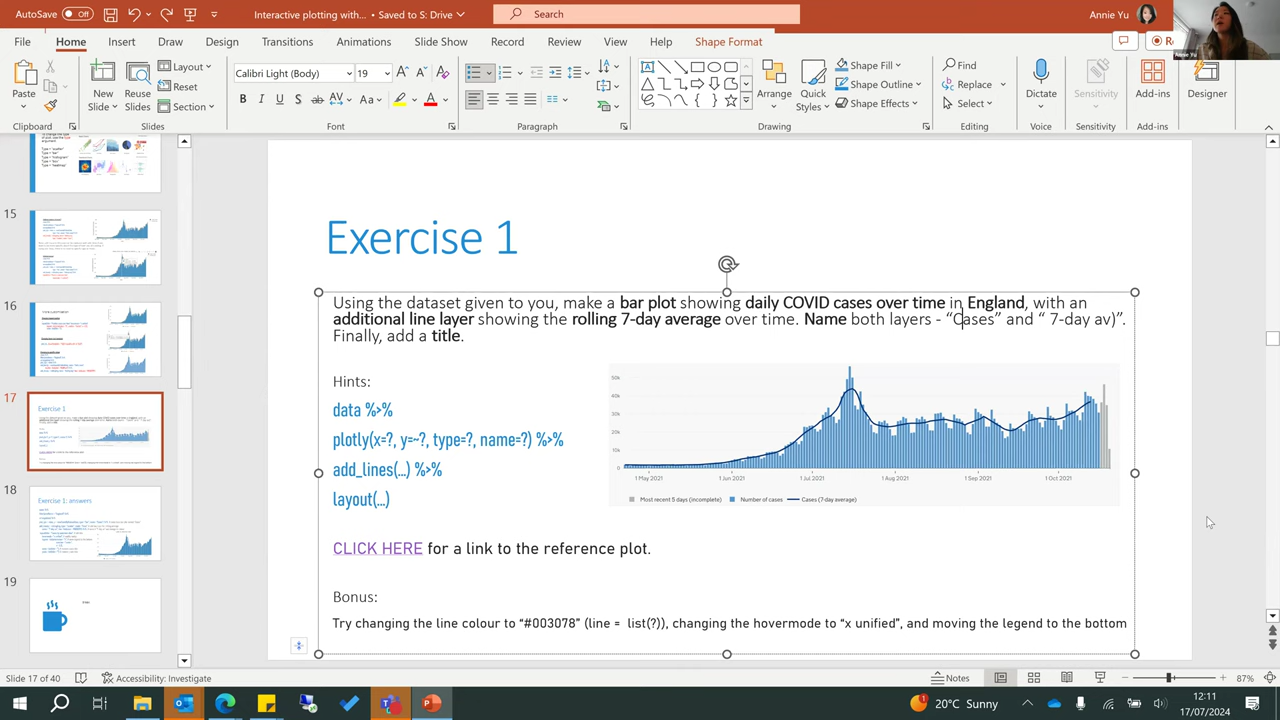 AutoSave Off Interactive plotting with... • Saved to S: Drive Search Annie Yu
File Home Insert Draw Design Transitions Animations Slide Show Record Review View Help Shape Format
Annie Yu
Paste New Slide Reuse Slides Layout Reset Section
Calibri Light (Body) 19
B I U S ab AV Aa A
Arrange Quick Styles Shape Fill Shape Outline Shape Effects
Find Replace Select
Dictate Sensitivity Add-ins Designer
Clipboard Slides Font Paragraph Drawing Editing Voice Sensitivity Add-ins
15
16
17
18
19
Exercise 1
Exercise 1: answers
Exercise 1
Using the dataset given to you, make a bar plot showing daily COVID cases over time in England, with an
additional line layer showing the rolling 7-day average over time. Name both layers - “Cases” and “ 7-day av)”.
Finally, add a title.
Hints:
data %>%
plotly(x=?, y=~?, type=?, name=?) %>%
add_lines(...) %>%
layout(...)
50k
40k
30k
20k
10k
0
1 May 2021 1 Jun 2021 1 Jul 2021 1 Aug 2021 1 Sep 2021 1 Oct 2021
Most recent 5 days (incomplete) Number of cases Cases (7-day average)
CLICK HERE for a link to the reference plot.
Bonus:
Try changing the line colour to “#003078” (line = list(?)), changing the hovermode to “x unified”, and moving the legend to the bottom
Slide 17 of 40 Accessibility: Investigate Notes 87%
1 20°C Sunny 12:11
17/07/2024